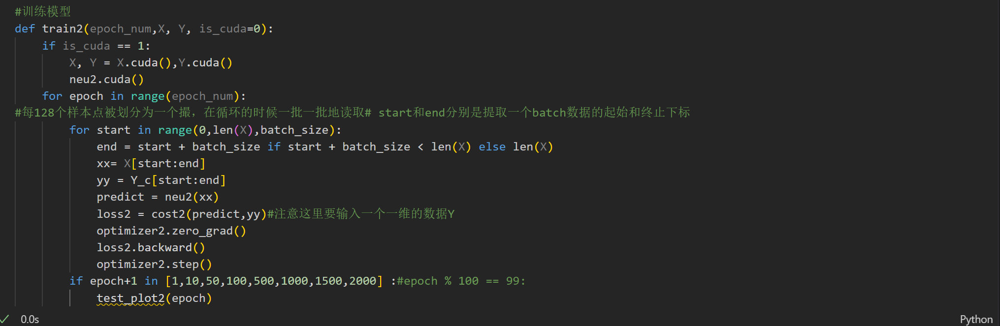 #训练模型
def train2(epoch_num,X, Y, is_cuda=0):
    if is_cuda == 1:
        X, Y = X.cuda(),Y.cuda()
        neu2.cuda()
    for epoch in range(epoch_num):
#每128个样本点被划分为一个撮，在循环的时候一批一批地读取# start和end分别是提取一个batch数据的起始和终止下标
        for start in range(0,len(X),batch_size):
            end = start + batch_size if start + batch_size < len(X) else len(X)
            xx= X[start:end]
            yy = Y_c[start:end]
            predict = neu2(xx)
            loss2 = cost2(predict,yy)#注意这里要输入一个一维的数据Y
            optimizer2.zero_grad()
            loss2.backward()
            optimizer2.step()
        if epoch+1 in [1,10,50,100,500,1000,1500,2000] :#epoch % 100 == 99:
            test_plot2(epoch)
0.0s Python